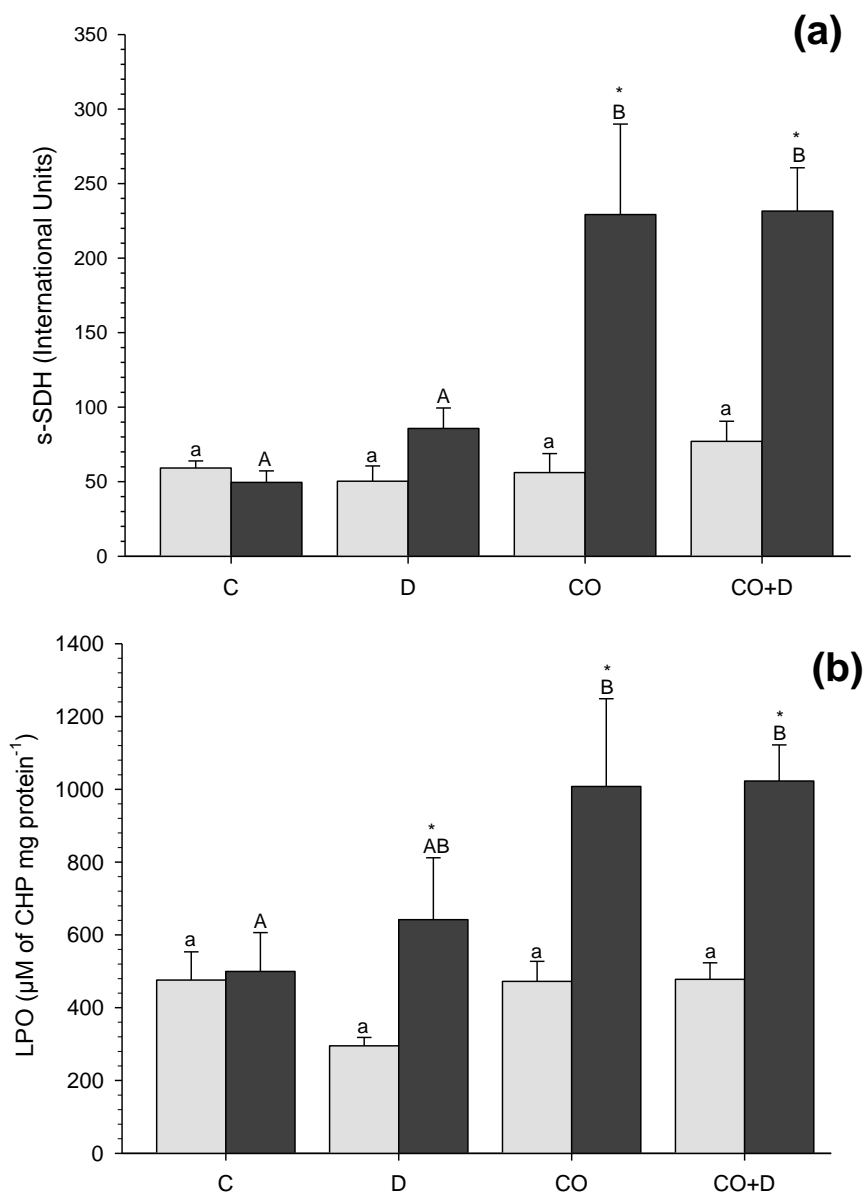 (a)
s-SDH (International Units)
350
300
250
200
150
100
50
0
a
A
a
A
a
*
B
a
*
B
C D CO CO+D
(b)
LPO (µM of CHP mg protein⁻¹)
1400
1200
1000
800
600
400
200
0
a
A
a
*
AB
a
*
B
a
*
B
C D CO CO+D